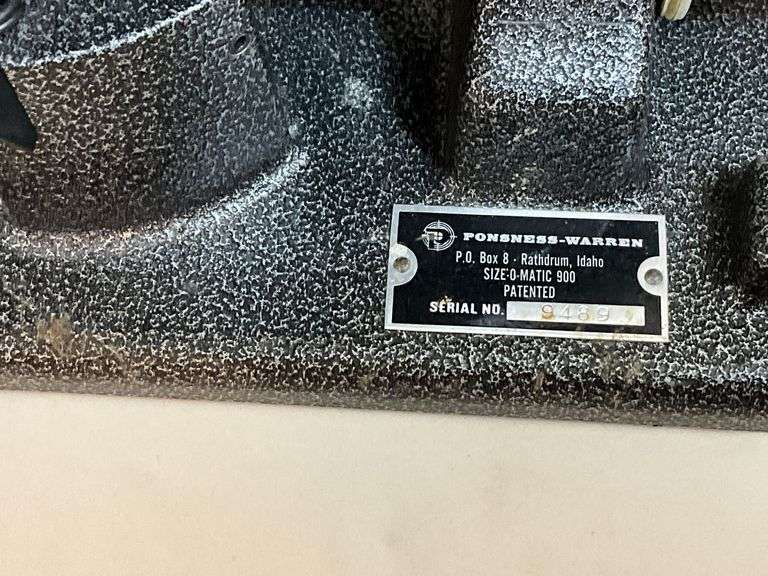 PONSNESS-WARREN
P.O. Box 8 - Rathdrum, Idaho
SIZE-O-MATIC 900
PATENTED
SERIAL NO. 9489